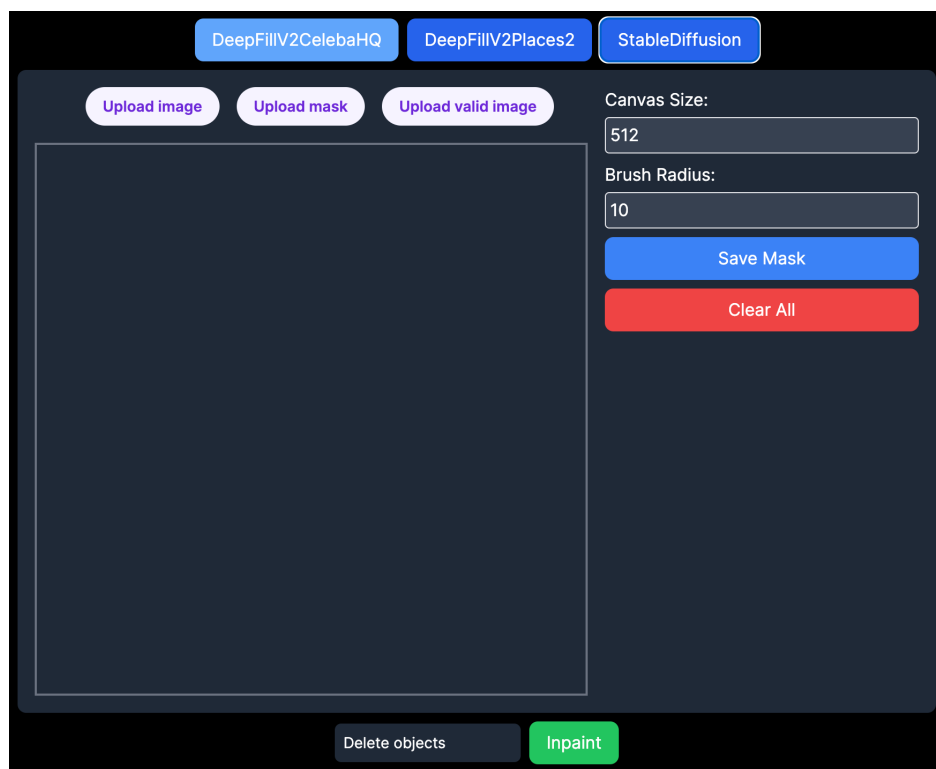 DeepFillV2CelebaHQ DeepFillV2Places2 StableDiffusion
Upload image Upload mask Upload valid image
Canvas Size:
512
Brush Radius:
10
Save Mask
Clear All
Delete objects Inpaint